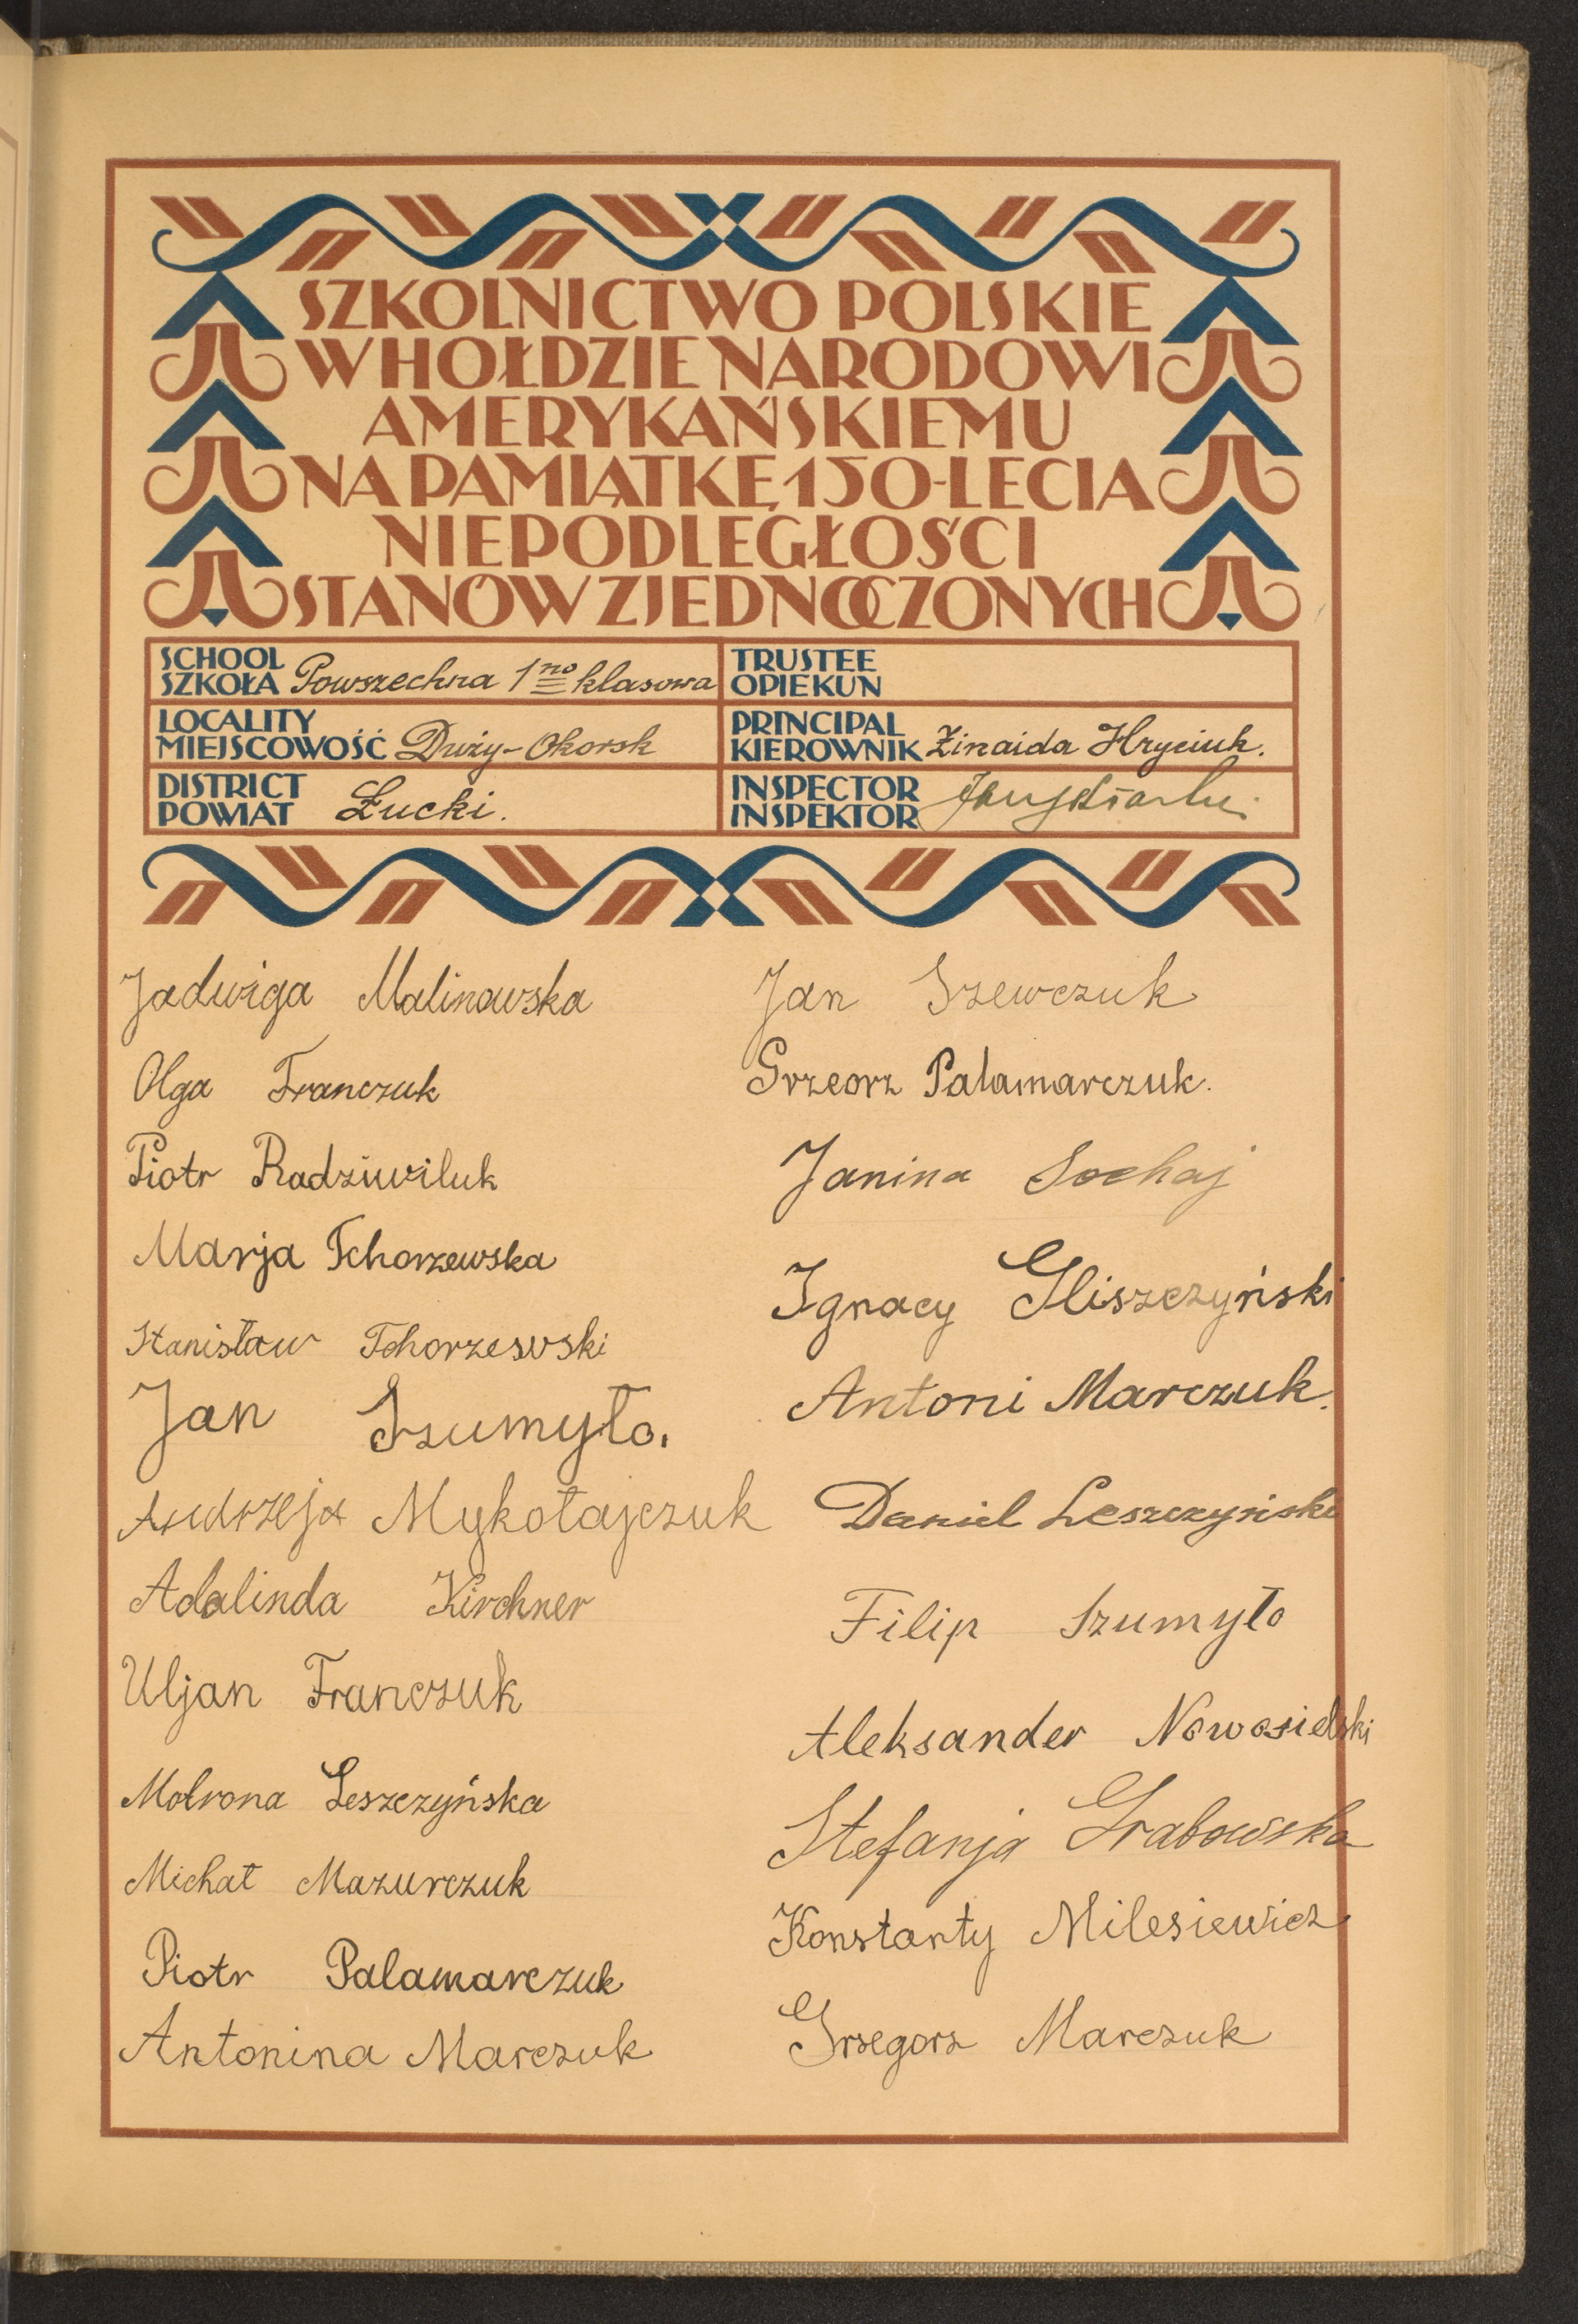 SZKOLNICTWO POLSKIE
W HOŁDZIE NARODOWI
AMERYKAŃSKIEMU
NA PAMIĄTKĘ 150-LECIA
NIEPODLEGŁOŚCI
STANÓW ZJEDNOCZONYCH
SCHOOL
SZKOŁA Powszechna 1no klasowa
TRUSTEE
OPIEKUN
LOCALITY
MIEJSCOWOŚĆ Duży-Okorsk
PRINCIPAL
KIEROWNIK Zinaida Hryciuk.
DISTRICT
POWIAT Łucki.
INSPECTOR
INSPEKTOR
Jadwiga Malinowska
Olga Franczuk
Piotr Radziwiluk
Marja Tchorzewska
Stanisław Tchorzewski
Jan Szumyło.
Andrzeja Mykołajczuk
Adalinda Kirchner
Uljan Franczuk
Motrona Leszczyńska
Michał Mazurczuk
Piotr Palamarczuk
Antonina Marczuk
Jan Szewczuk
Grzeorz Palamarczuk.
Janina Sochaj
Ignacy Gliszczyński
Antoni Marczuk.
Daniel Leszczyński
Filip Szumyło
Aleksander Nowosielski
Stefanja Grabowska
Konstanty Milesiewicz
Grzegorz Marczuk